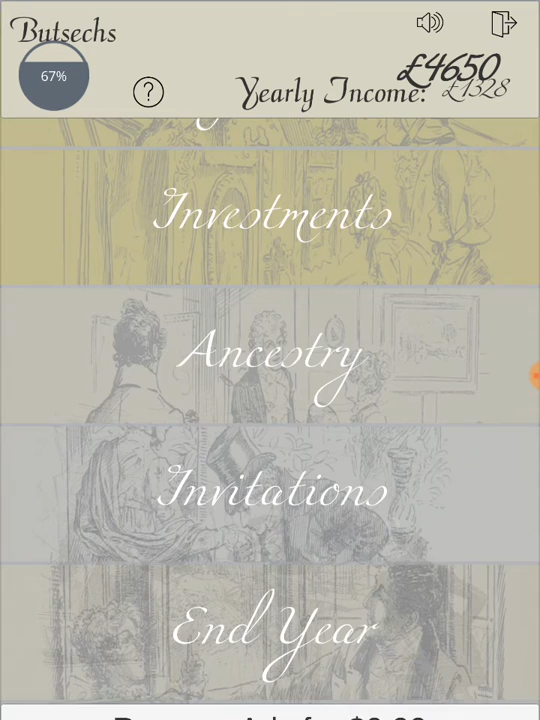 Butsechs
67%
?
£4650
Yearly Income: £1328
Investments
Ancestry
Invitations
End Year